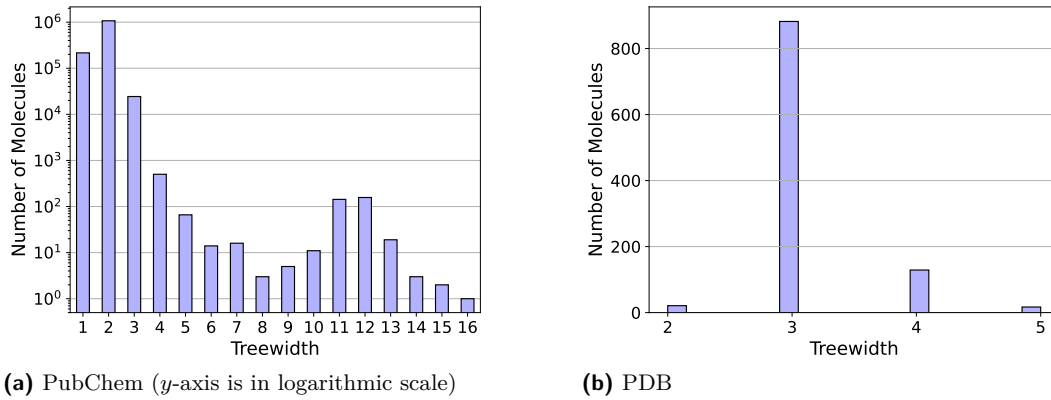 10^6
10^5
10^4
10^3
10^2
10^1
10^0
Number of Molecules
1 2 3 4 5 6 7 8 9 10 11 12 13 14 15 16
Treewidth
(a) PubChem (y-axis is in logarithmic scale)
800
600
400
200
0
Number of Molecules
2 3 4 5
Treewidth
(b) PDB